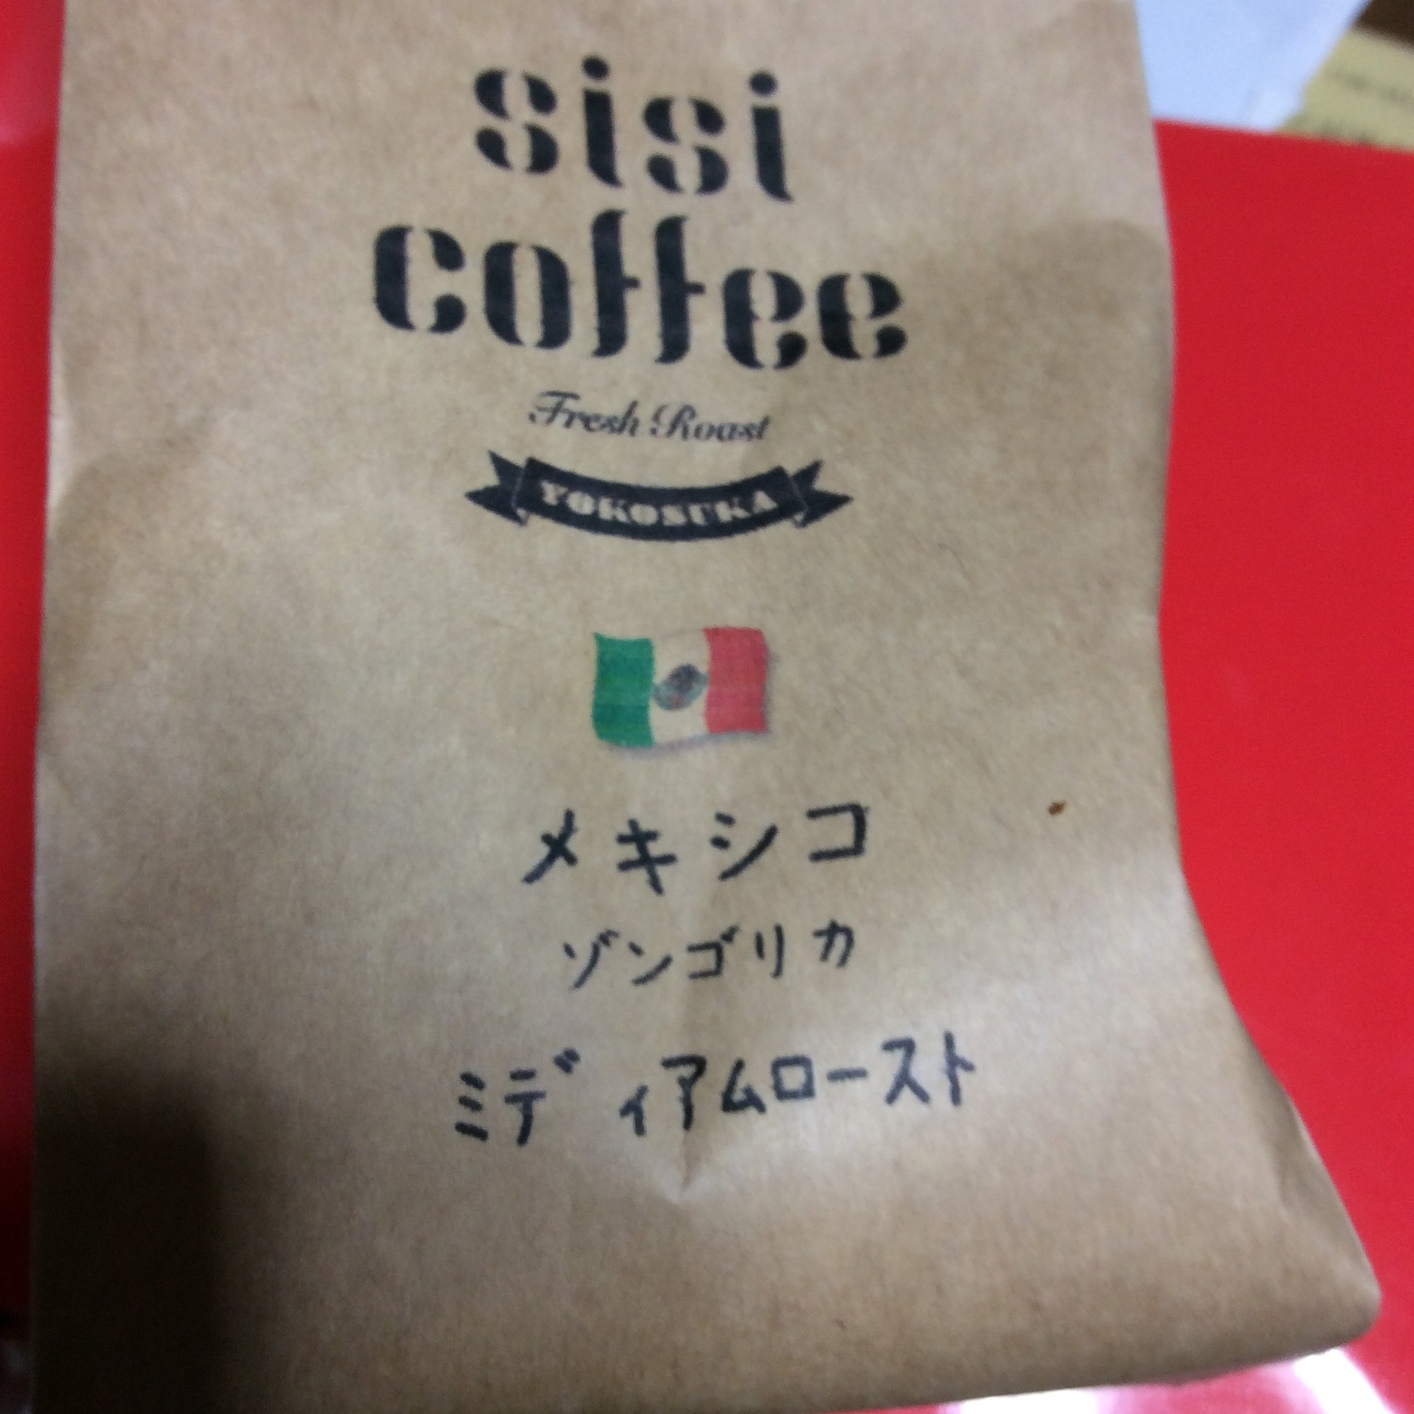 sisi
coffee
Fresh Roast
YOKOSUKA
メキシコ
ゾンゴリカ
ミディアムロースト